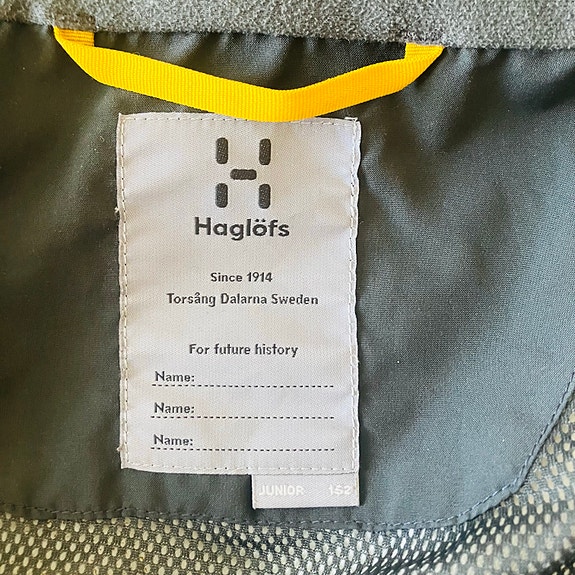 Haglöfs
Since 1914
Torsång Dalarna Sweden
For future history
Name:
Name:
Name:
JUNIOR 152